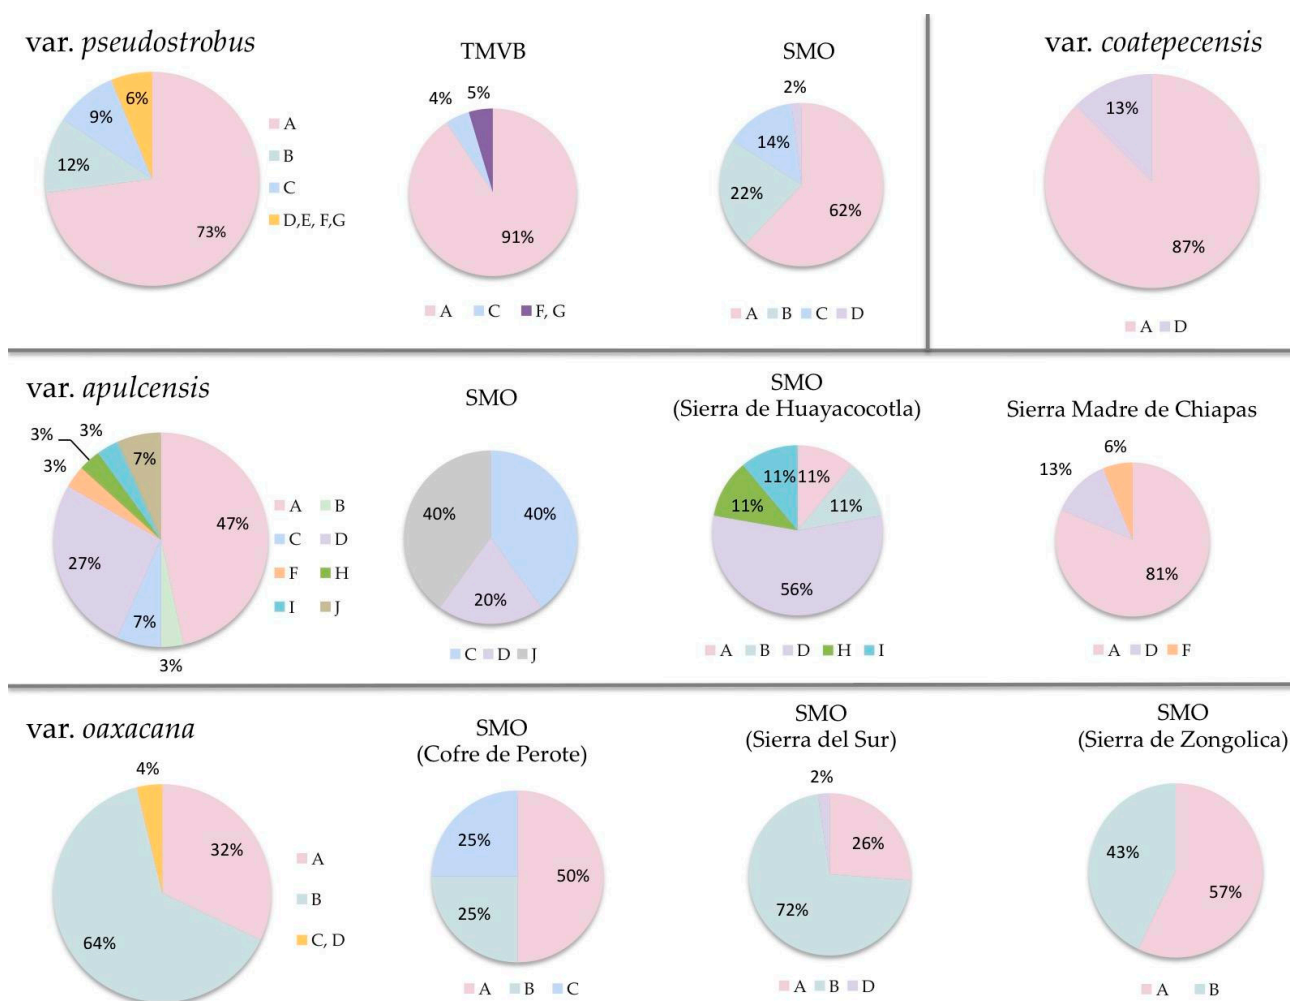 var. pseudostrobus
6%
9%
12%
73%
A
B
C
D,E, F,G
TMVB
4%
5%
91%
A C F, G
SMO
2%
14%
22%
62%
A B C D
var. coatepecensis
13%
87%
A D
var. apulcensis
3%
3%
3%
7%
47%
27%
7%
3%
A B
C D
F H
I J
SMO
40%
40%
20%
C D J
SMO
(Sierra de Huayacocotla)
11%
11%
11%
11%
56%
A B D H I
Sierra Madre de Chiapas
6%
13%
81%
A D F
var. oaxacana
4%
32%
64%
A
B
C, D
SMO
(Cofre de Perote)
25%
50%
25%
A B C
SMO
(Sierra del Sur)
2%
26%
72%
A B D
SMO
(Sierra de Zongolica)
43%
57%
A B